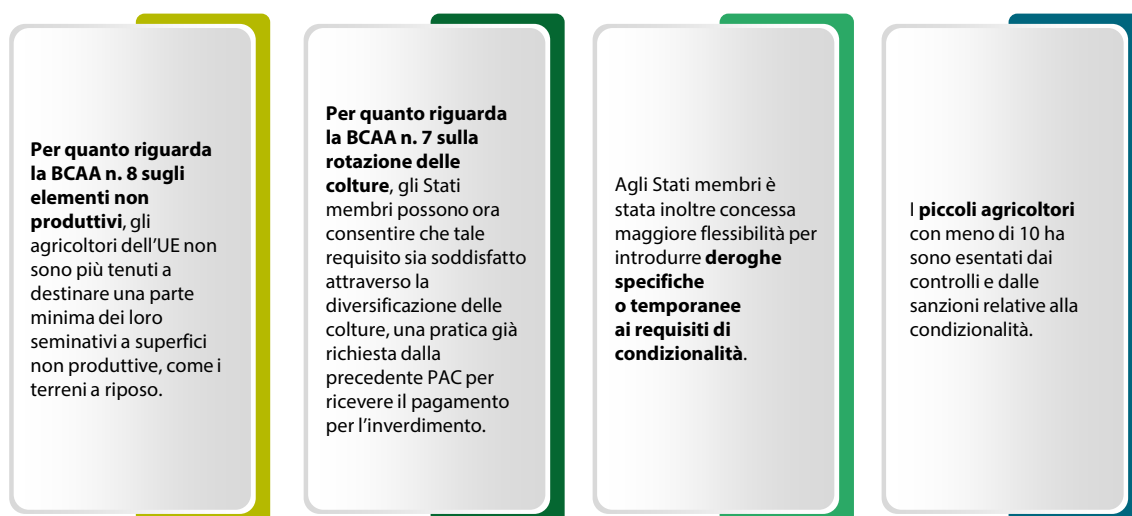 Per quanto riguarda
la BCAA n. 8 sugli
elementi non
produttivi, gli
agricoltori dell’UE non
sono più tenuti a
destinare una parte
minima dei loro
seminativi a superfici
non produttive, come i
terreni a riposo.
Per quanto riguarda
la BCAA n. 7 sulla
rotazione delle
colture, gli Stati
membri possono ora
consentire che tale
requisito sia soddisfatto
attraverso la
diversificazione delle
colture, una pratica già
richiesta dalla
precedente PAC per
ricevere il pagamento
per l’inverdimento.
Agli Stati membri è
stata inoltre concessa
maggiore flessibilità per
introdurre deroghe
specifiche
o temporanee
ai requisiti di
condizionalità.
I piccoli agricoltori
con meno di 10 ha
sono esentati dai
controlli e dalle
sanzioni relative alla
condizionalità.